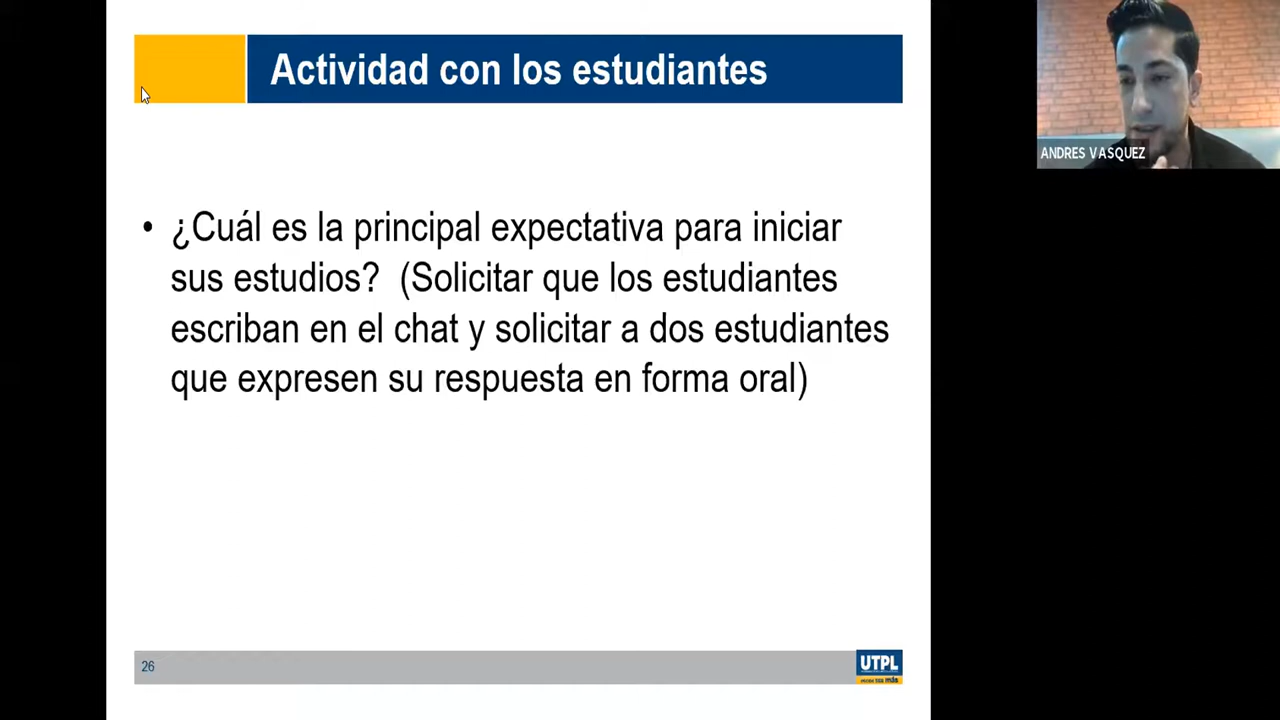 Actividad con los estudiantes
ANDRES VASQUEZ
• ¿Cuál es la principal expectativa para iniciar
sus estudios? (Solicitar que los estudiantes
escriban en el chat y solicitar a dos estudiantes
que expresen su respuesta en forma oral)
26
UTPL